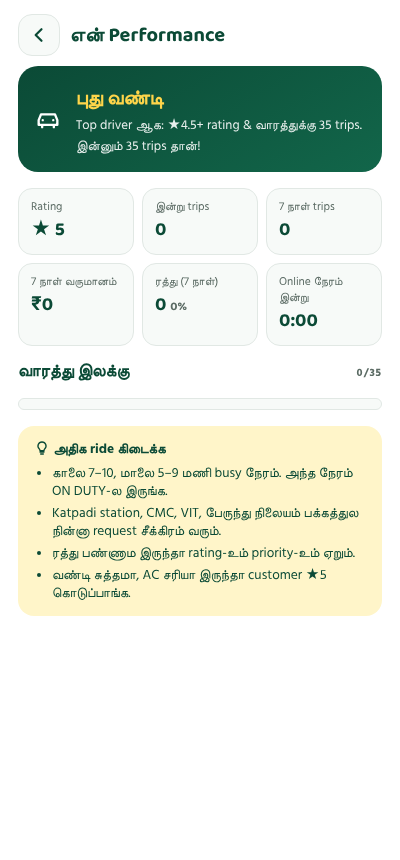 என் Performance
புது வண்டி
Top driver ஆக: ★4.5+ rating & வாரத்துக்கு 35 trips.
இன்னும் 35 trips தான்!
Rating
★ 5
இன்று trips
0
7 நாள் trips
0
7 நாள் வருமானம்
₹0
ரத்து (7 நாள்)
0 0%
Online நேரம்
இன்று
0:00
வாரத்து இலக்கு
0/35
அதிக ride கிடைக்க
• காலை 7–10, மாலை 5–9 மணி busy நேரம். அந்த நேரம்
ON DUTY-ல இருங்க.
• Katpadi station, CMC, VIT, பேருந்து நிலையம் பக்கத்துல
நின்னா request சீக்கிரம் வரும்.
• ரத்து பண்ணாம இருந்தா rating-உம் priority-உம் ஏறும்.
• வண்டி சுத்தமா, AC சரியா இருந்தா customer ★5
கொடுப்பாங்க.